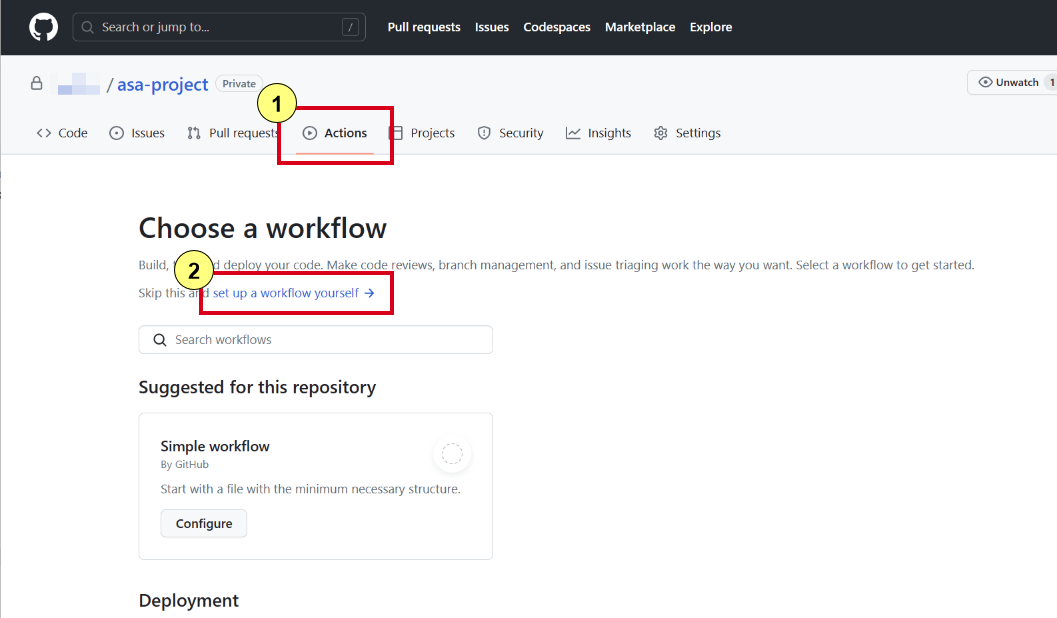 Search or jump to... / Pull requests Issues Codespaces Marketplace Explore
/ asa-project Private Unwatch 1
1
Code Issues Pull requests Actions Projects Security Insights Settings
Choose a workflow
Build, deploy your code. Make code reviews, branch management, and issue triaging work the way you want. Select a workflow to get started.
2
Skip this and set up a workflow yourself →
Search workflows
Suggested for this repository
Simple workflow
By GitHub
Start with a file with the minimum necessary structure.
Configure
Deployment